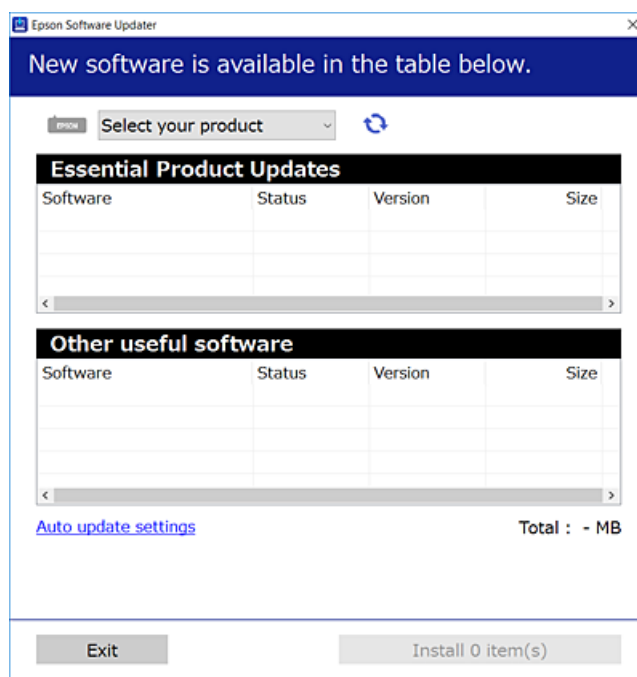 Epson Software Updater
New software is available in the table below.
EPSON Select your product
Essential Product Updates
Software Status Version Size
Other useful software
Software Status Version Size
Auto update settings Total : - MB
Exit Install 0 item(s)